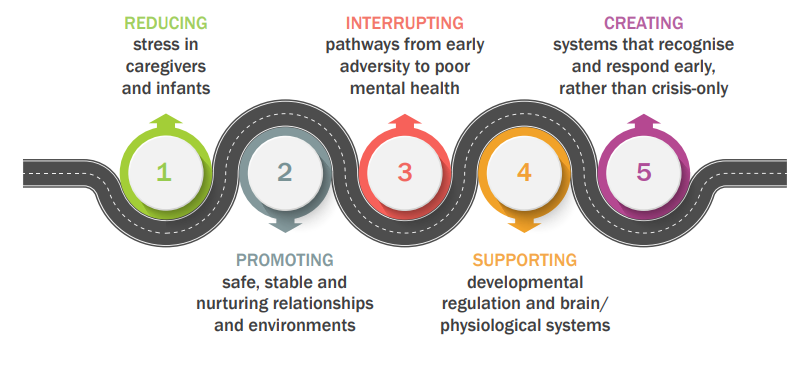 REDUCING
stress in
caregivers
and infants
1
PROMOTING
safe, stable and
nurturing relationships
and environments
2
INTERRUPTING
pathways from early
adversity to poor
mental health
3
SUPPORTING
developmental
regulation and brain/
physiological systems
4
CREATING
systems that recognise
and respond early,
rather than crisis-only
5